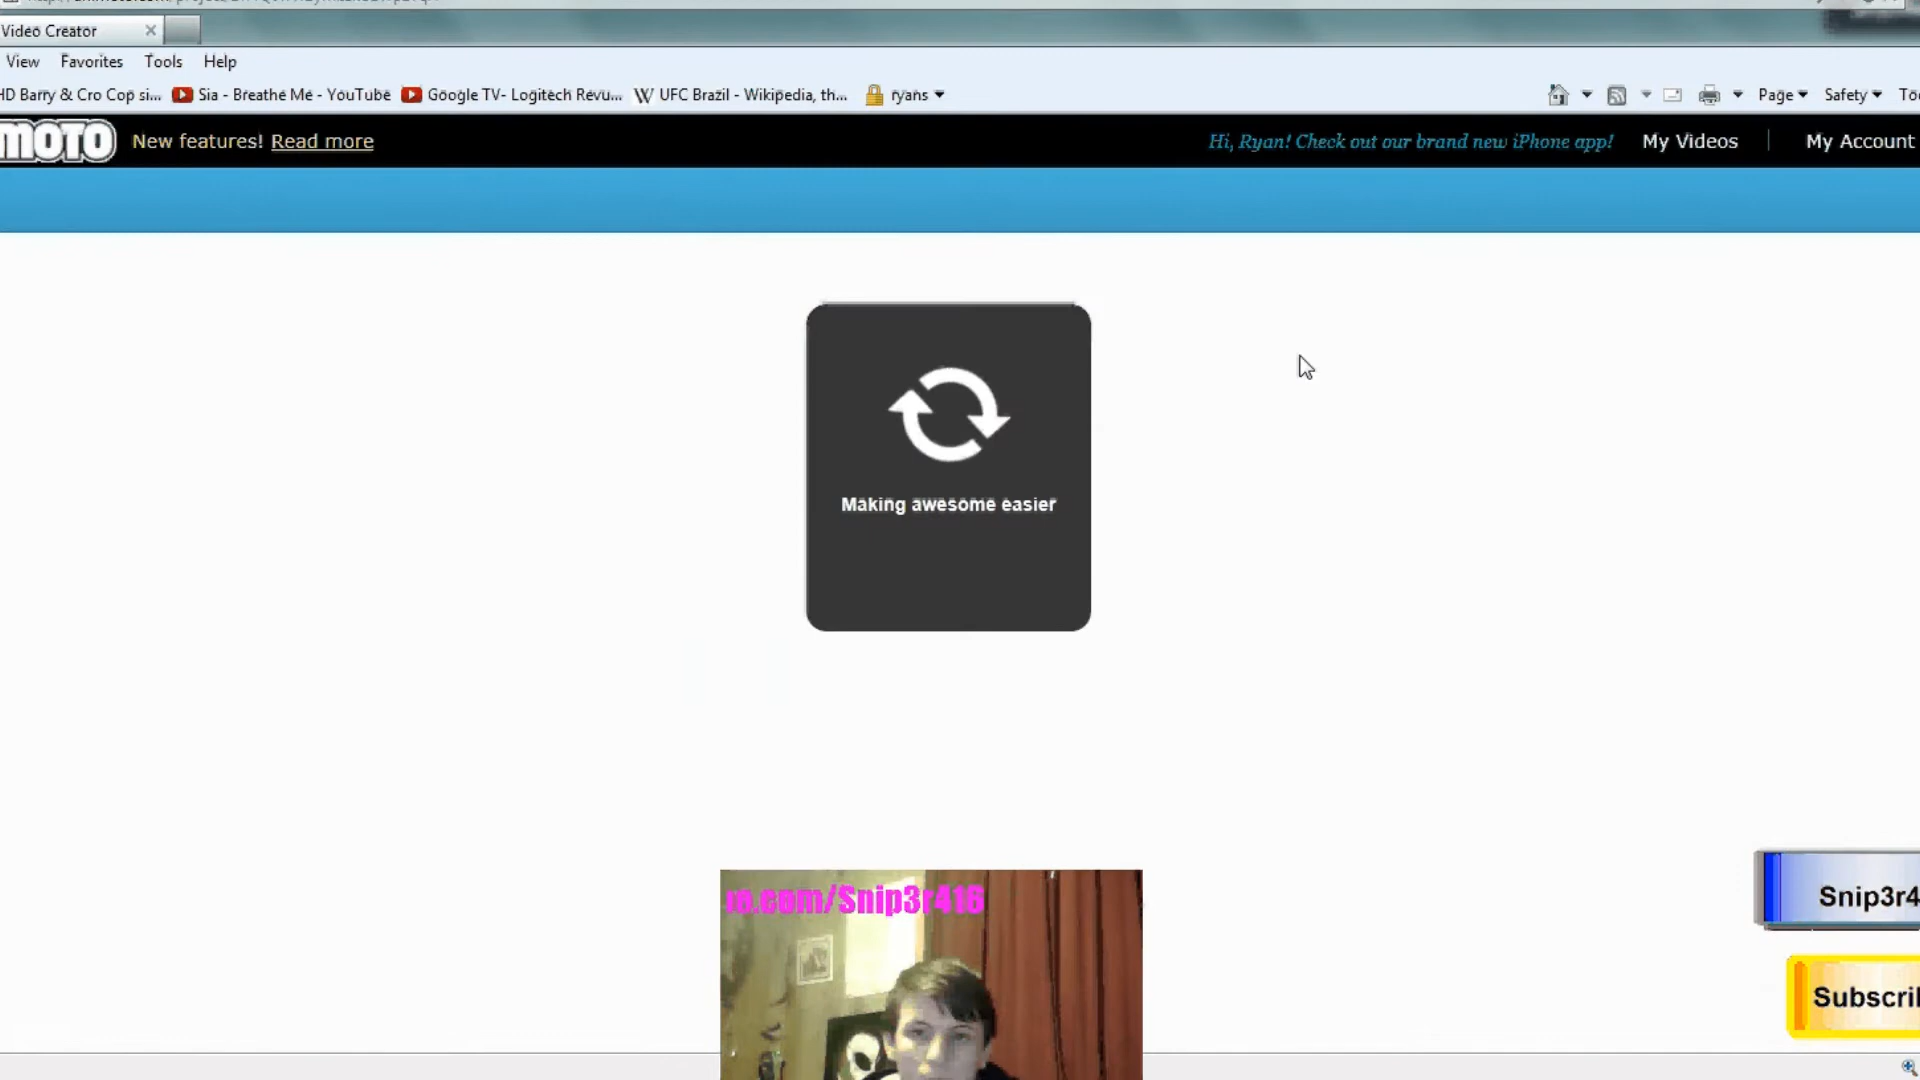 Video Creator
View Favorites Tools Help
HD Barry & Cro Cop si... Sia - Breathe Me - YouTube Google TV- Logitech Revu... UFC Brazil - Wikipedia, th... ryans Page Safety Too
MOTO New features! Read more Hi, Ryan! Check out our brand new iPhone app! My Videos | My Account
Making awesome easier
ro.com/Snip3r416
Snip3r4
Subscri